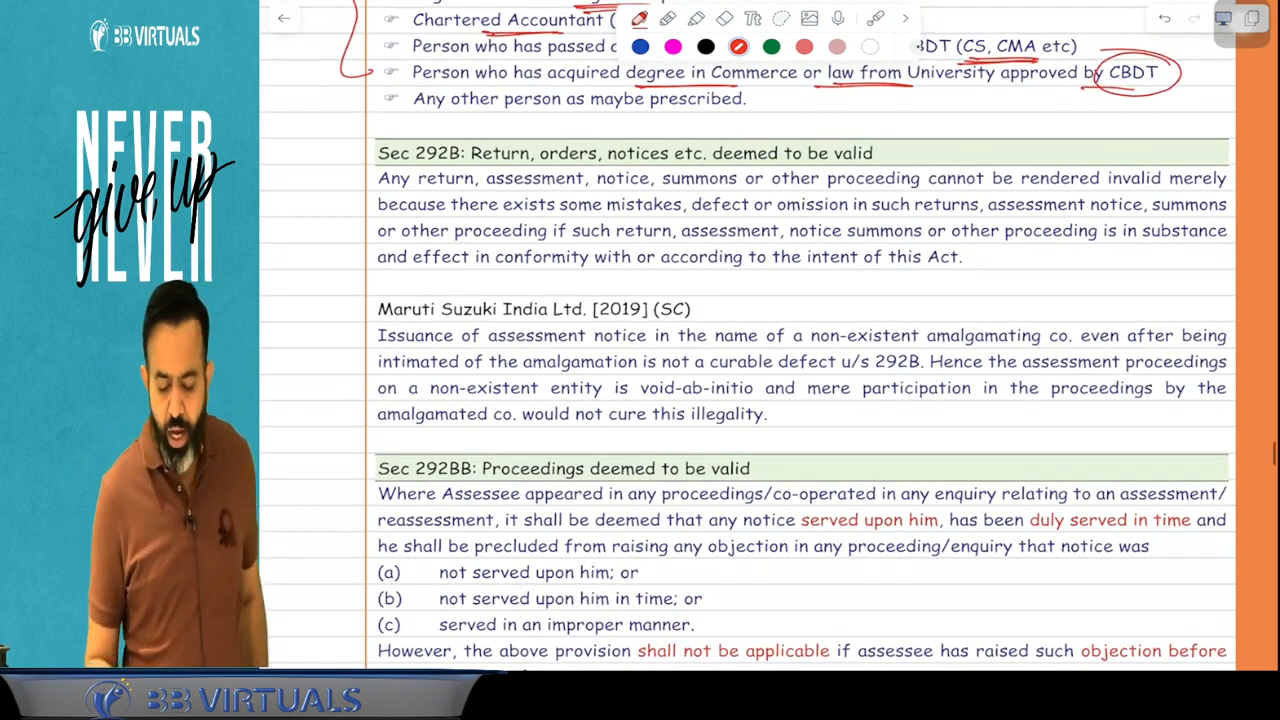 BB VIRTUALS
NEVER
give up
NEVER
Chartered Accountant (
Person who has passed
BDT (CS, CMA etc)
Person who has acquired degree in Commerce or law from University approved by CBDT
Any other person as maybe prescribed.
Sec 292B: Return, orders, notices etc. deemed to be valid
Any return, assessment, notice, summons or other proceeding cannot be rendered invalid merely
because there exists some mistakes, defect or omission in such returns, assessment notice, summons
or other proceeding if such return, assessment, notice summons or other proceeding is in substance
and effect in conformity with or according to the intent of this Act.
Maruti Suzuki India Ltd. [2019] (SC)
Issuance of assessment notice in the name of a non-existent amalgamating co. even after being
intimated of the amalgamation is not a curable defect u/s 292B. Hence the assessment proceedings
on a non-existent entity is void-ab-initio and mere participation in the proceedings by the
amalgamated co. would not cure this illegality.
Sec 292BB: Proceedings deemed to be valid
Where Assessee appeared in any proceedings/co-operated in any enquiry relating to an assessment/
reassessment, it shall be deemed that any notice served upon him, has been duly served in time and
he shall be precluded from raising any objection in any proceeding/enquiry that notice was
(a) not served upon him; or
(b) not served upon him in time; or
(c) served in an improper manner.
However, the above provision shall not be applicable if assessee has raised such objection before
BB VIRTUALS